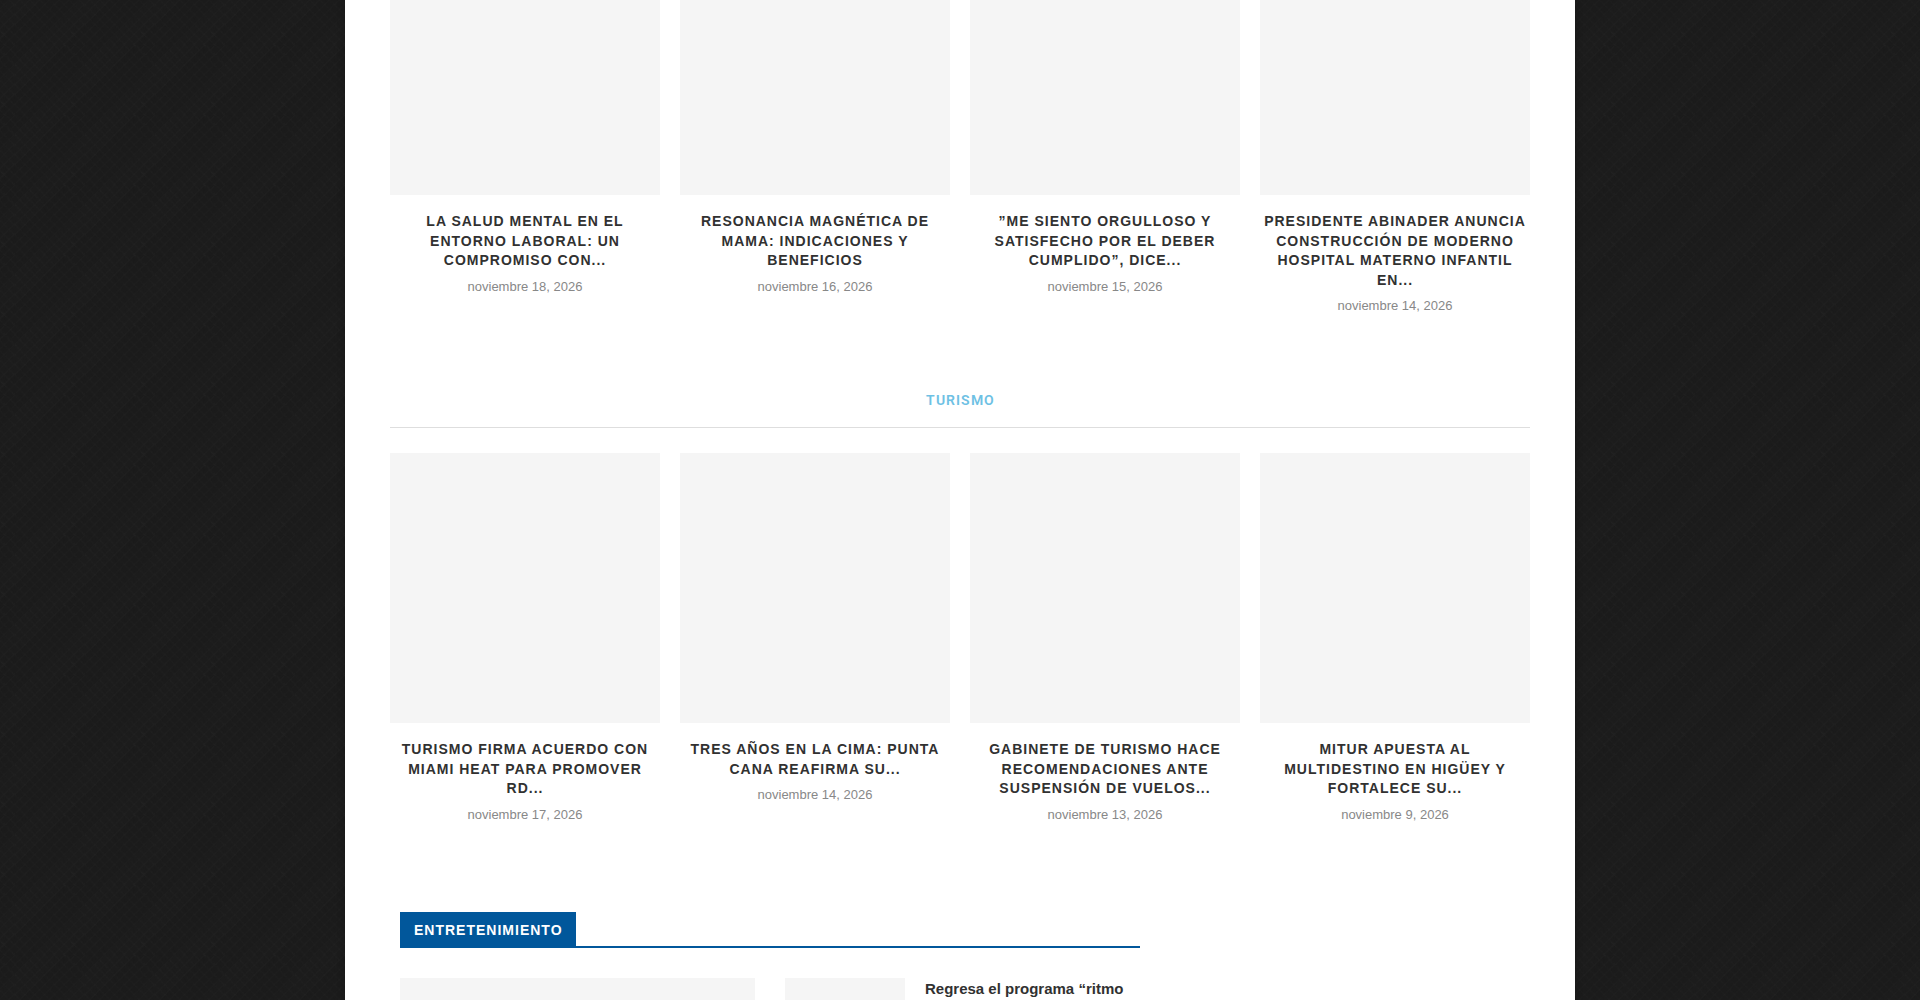 LA SALUD MENTAL EN EL
ENTORNO LABORAL: UN
COMPROMISO CON...
noviembre 18, 2026
RESONANCIA MAGNÉTICA DE
MAMA: INDICACIONES Y
BENEFICIOS
noviembre 16, 2026
”ME SIENTO ORGULLOSO Y
SATISFECHO POR EL DEBER
CUMPLIDO”, DICE...
noviembre 15, 2026
PRESIDENTE ABINADER ANUNCIA
CONSTRUCCIÓN DE MODERNO
HOSPITAL MATERNO INFANTIL
EN...
noviembre 14, 2026
TURISMO
TURISMO FIRMA ACUERDO CON
MIAMI HEAT PARA PROMOVER
RD...
noviembre 17, 2026
TRES AÑOS EN LA CIMA: PUNTA
CANA REAFIRMA SU...
noviembre 14, 2026
GABINETE DE TURISMO HACE
RECOMENDACIONES ANTE
SUSPENSIÓN DE VUELOS...
noviembre 13, 2026
MITUR APUESTA AL
MULTIDESTINO EN HIGÜEY Y
FORTALECE SU...
noviembre 9, 2026
ENTRETENIMIENTO
Regresa el programa “ritmo